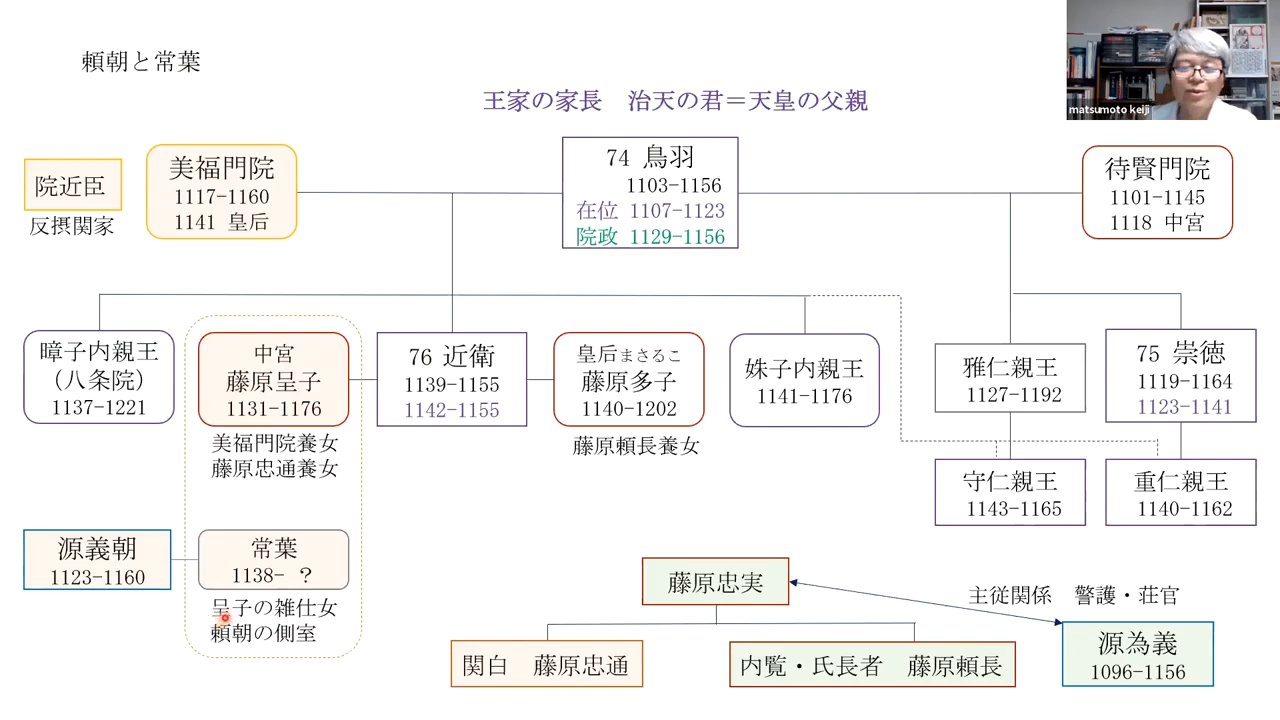 頼朝と常葉
matsumoto keiji
王家の家長　治天の君＝天皇の父親
院近臣
反摂関家
美福門院
1117-1160
1141 皇后
74 鳥羽
1103-1156
在位 1107-1123
院政 1129-1156
待賢門院
1101-1145
1118 中宮
暲子内親王
（八条院）
1137-1221
中宮
藤原呈子
1131-1176
美福門院養女
藤原忠通養女
76 近衛
1139-1155
1142-1155
皇后まさるこ
藤原多子
1140-1202
藤原頼長養女
姝子内親王
1141-1176
雅仁親王
1127-1192
75 崇徳
1119-1164
1123-1141
守仁親王
1143-1165
重仁親王
1140-1162
源義朝
1123-1160
常葉
1138- ？
呈子の雑仕女
頼朝の側室
藤原忠実
主従関係　警護・荘官
関白　藤原忠通
内覧・氏長者　藤原頼長
源為義
1096-1156